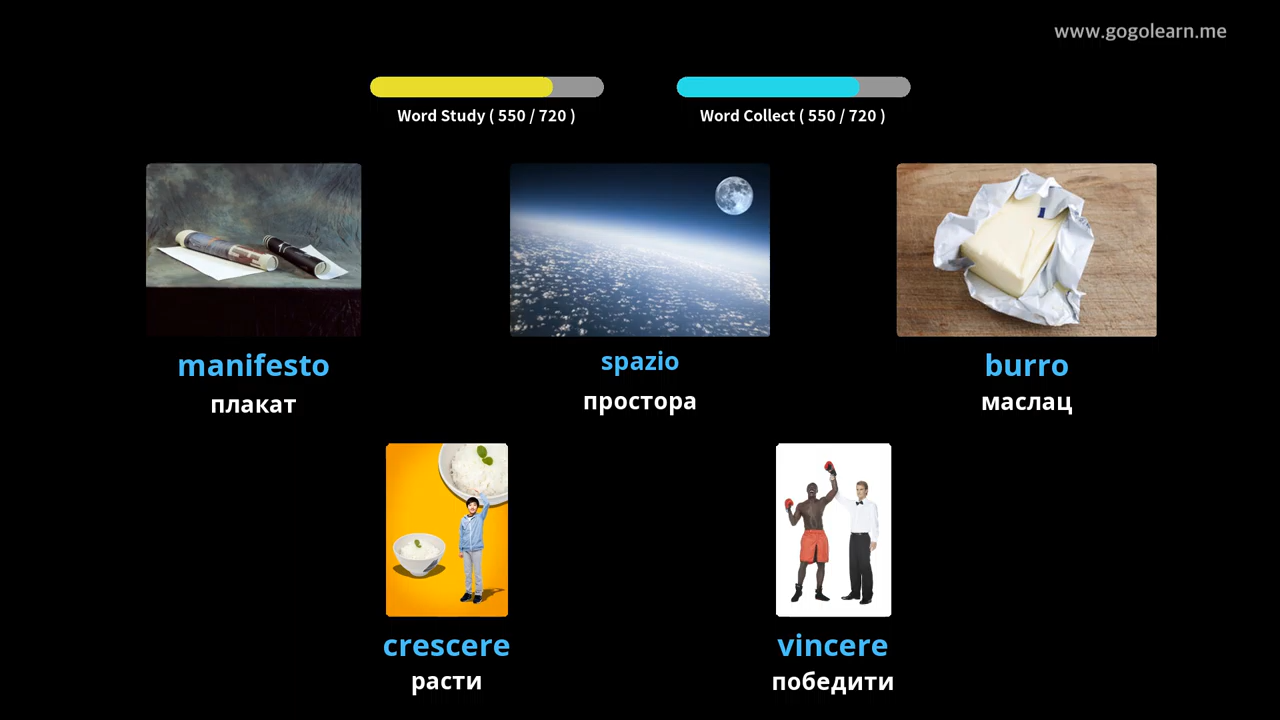 www.gogolearn.me
Word Study ( 550 / 720 )
Word Collect ( 550 / 720 )
manifesto
плакат
spazio
простора
burro
маслац
crescere
расти
vincere
победити